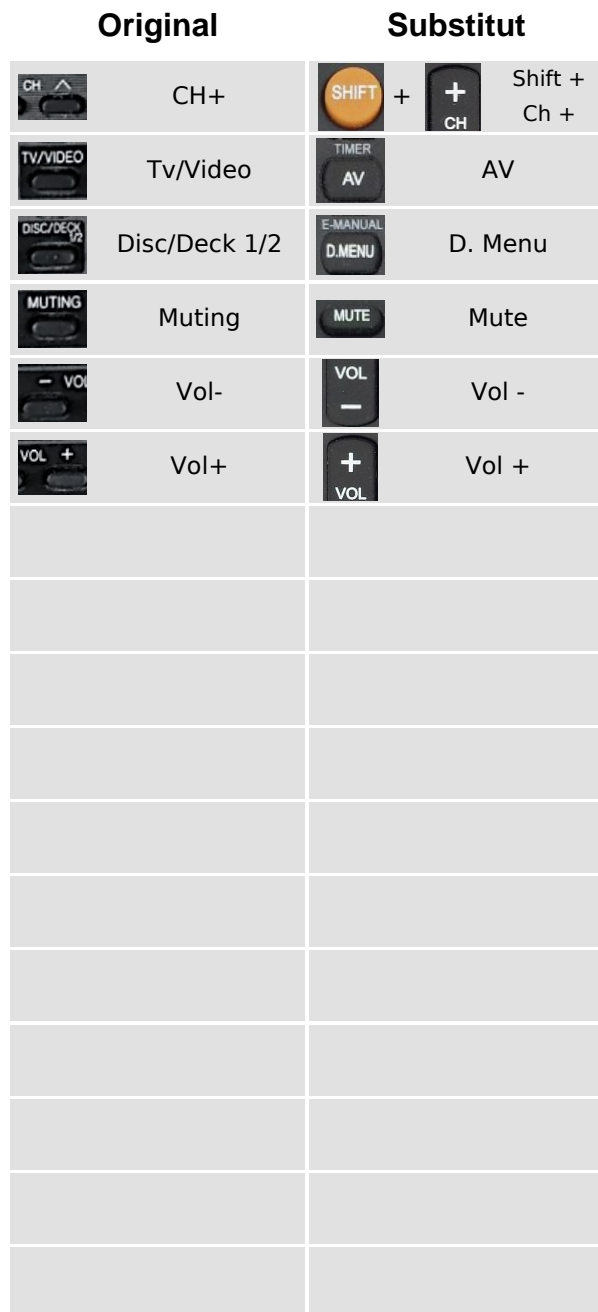 Original Substitut
CH △ CH+ SHIFT + + CH Shift + Ch +
TV/VIDEO Tv/Video TIMER AV AV
DISC/DECK 1/2 Disc/Deck 1/2 E-MANUAL D.MENU D. Menu
MUTING Muting MUTE Mute
– VOL Vol- VOL – Vol -
VOL + Vol+ + VOL Vol +